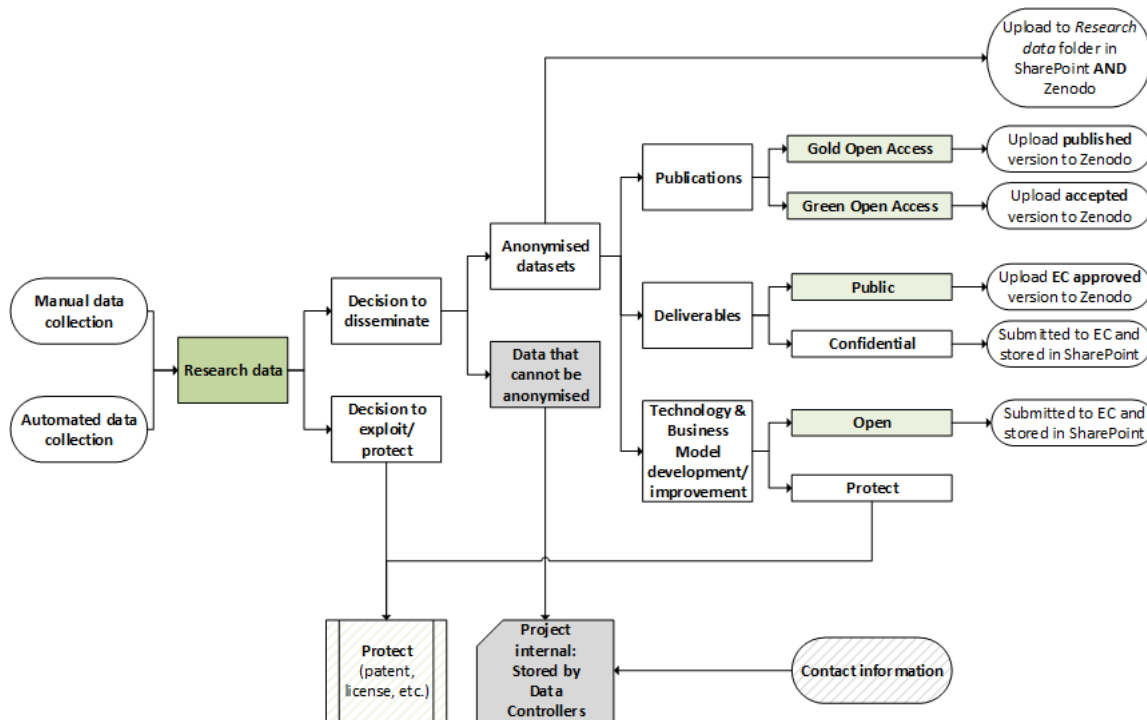 Upload to Research
data folder in
SharePoint AND
Zenodo
Publications
Gold Open Access
Upload published
version to Zenodo
Green Open Access
Upload accepted
version to Zenodo
Anonymised
datasets
Manual data
collection
Decision to
disseminate
Deliverables
Public
Upload EC approved
version to Zenodo
Confidential
Submitted to EC and
stored in SharePoint
Research data
Data that
cannot be
anonymised
Automated data
collection
Decision to
exploit/
protect
Technology &
Business
Model
development/
improvement
Open
Submitted to EC and
stored in SharePoint
Protect
Protect
(patent,
license, etc.)
Project
internal:
Stored by
Data
Controllers
Contact information